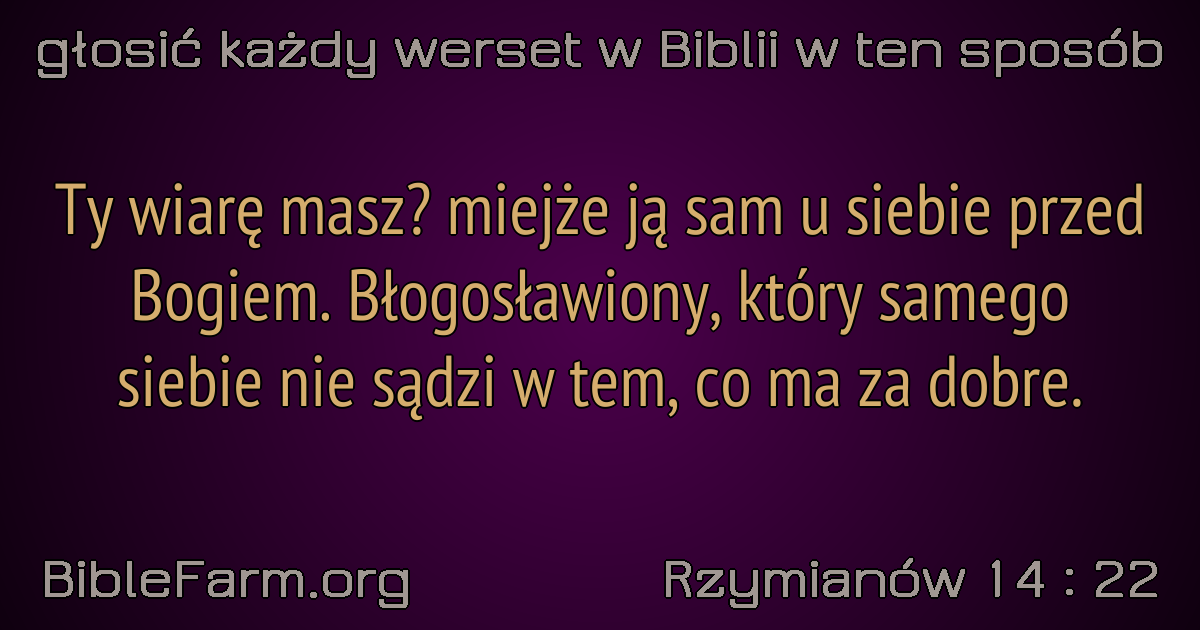 głosić każdy werset w Biblii w ten sposób
Ty wiarę masz? miejże ją sam u siebie przed
Bogiem. Błogosławiony, który samego
siebie nie sądzi w tem, co ma za dobre.
BibleFarm.org
Rzymianów 14 : 22